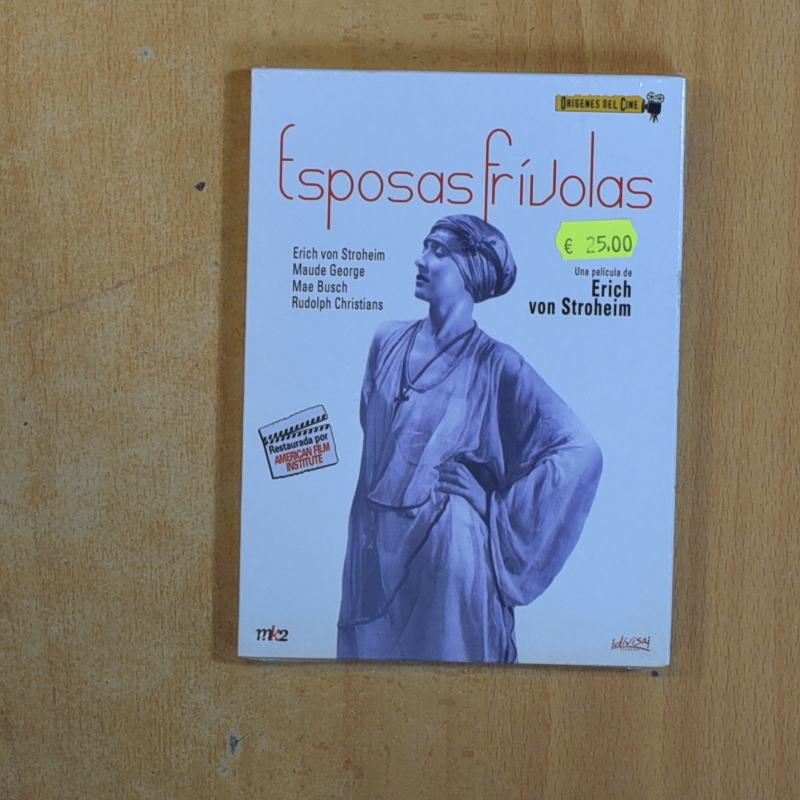 ORÍGENES DEL CINE
Esposas frívolas
€ 25.00
Erich von Stroheim
Maude George
Mae Busch
Rudolph Christians
Una película de
Erich
von Stroheim
Restaurada por
AMERICAN FILM
INSTITUTE
mk2
divisa